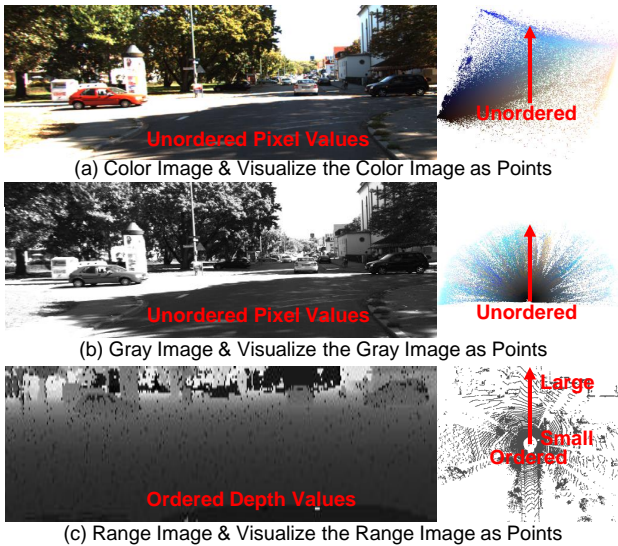 Unordered Pixel Values
Unordered
(a) Color Image & Visualize the Color Image as Points
Unordered Pixel Values
Unordered
(b) Gray Image & Visualize the Gray Image as Points
Large
Small
Ordered
Ordered Depth Values
(c) Range Image & Visualize the Range Image as Points